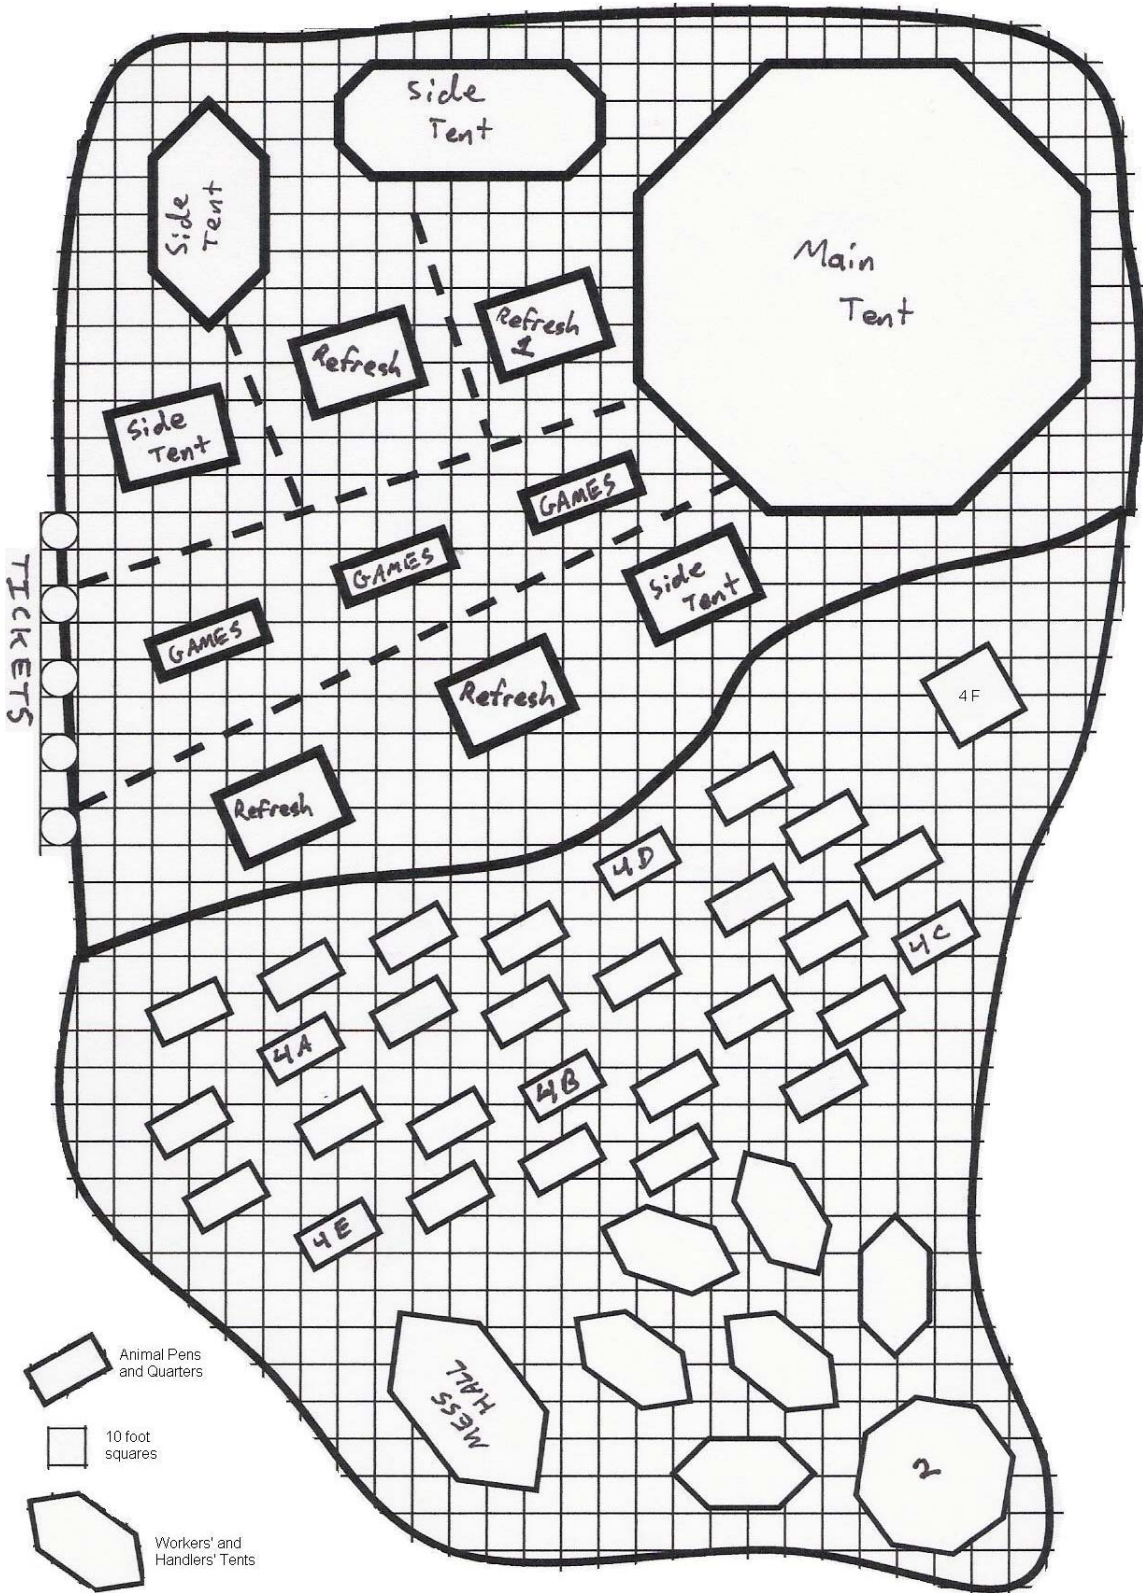 Side
Tent
Side
Tent
Main
Tent
Refresh
1
Refresh
Side
Tent
GAMES
GAMES
Side
Tent
TICKETS
GAMES
Refresh
4F
Refresh
4D
4C
4A
4B
4E
Animal Pens
and Quarters
MESS
HALL
10 foot
squares
2
Workers' and
Handlers' Tents